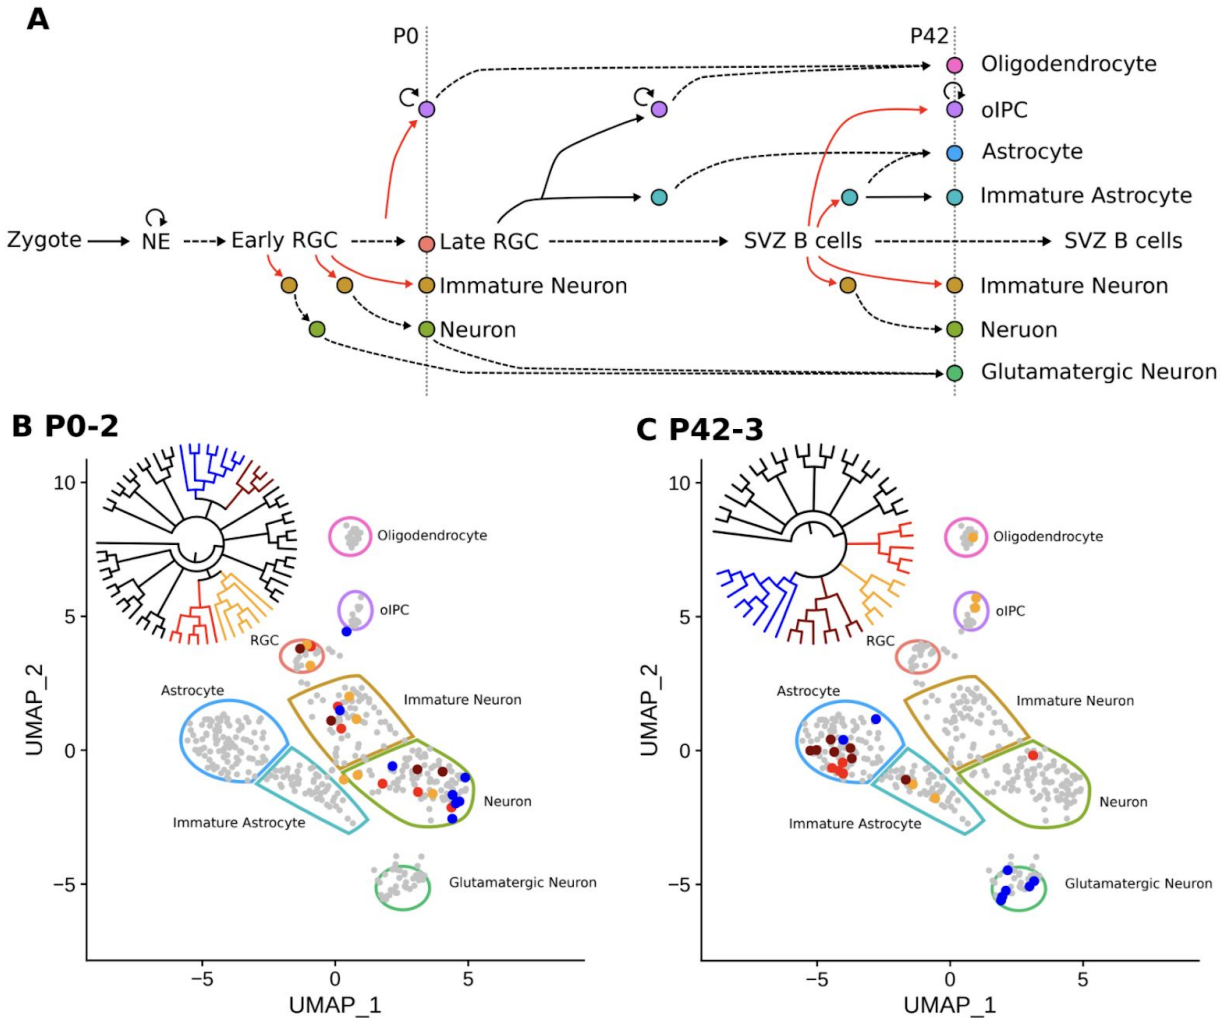 A
P0
P42
Oligodendrocyte
oIPC
Astrocyte
Immature Astrocyte
Zygote
NE
Early RGC
Late RGC
SVZ B cells
SVZ B cells
Immature Neuron
Immature Neuron
Neuron
Neruon
Glutamatergic Neuron
B P0-2
10
5
0
−5
UMAP_2
Oligodendrocyte
oIPC
RGC
Immature Neuron
Astrocyte
Neuron
Immature Astrocyte
Glutamatergic Neuron
−5
0
5
UMAP_1
C P42-3
10
5
0
−5
UMAP_2
Oligodendrocyte
oIPC
RGC
Immature Neuron
Astrocyte
Neuron
Immature Astrocyte
Glutamatergic Neuron
−5
0
5
UMAP_1